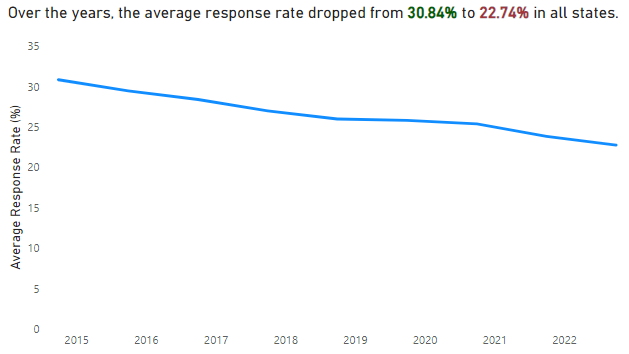 Over the years, the average response rate dropped from 30.84% to 22.74% in all states.
35
30
25
20
15
10
5
0
Average Response Rate (%)
2015 2016 2017 2018 2019 2020 2021 2022